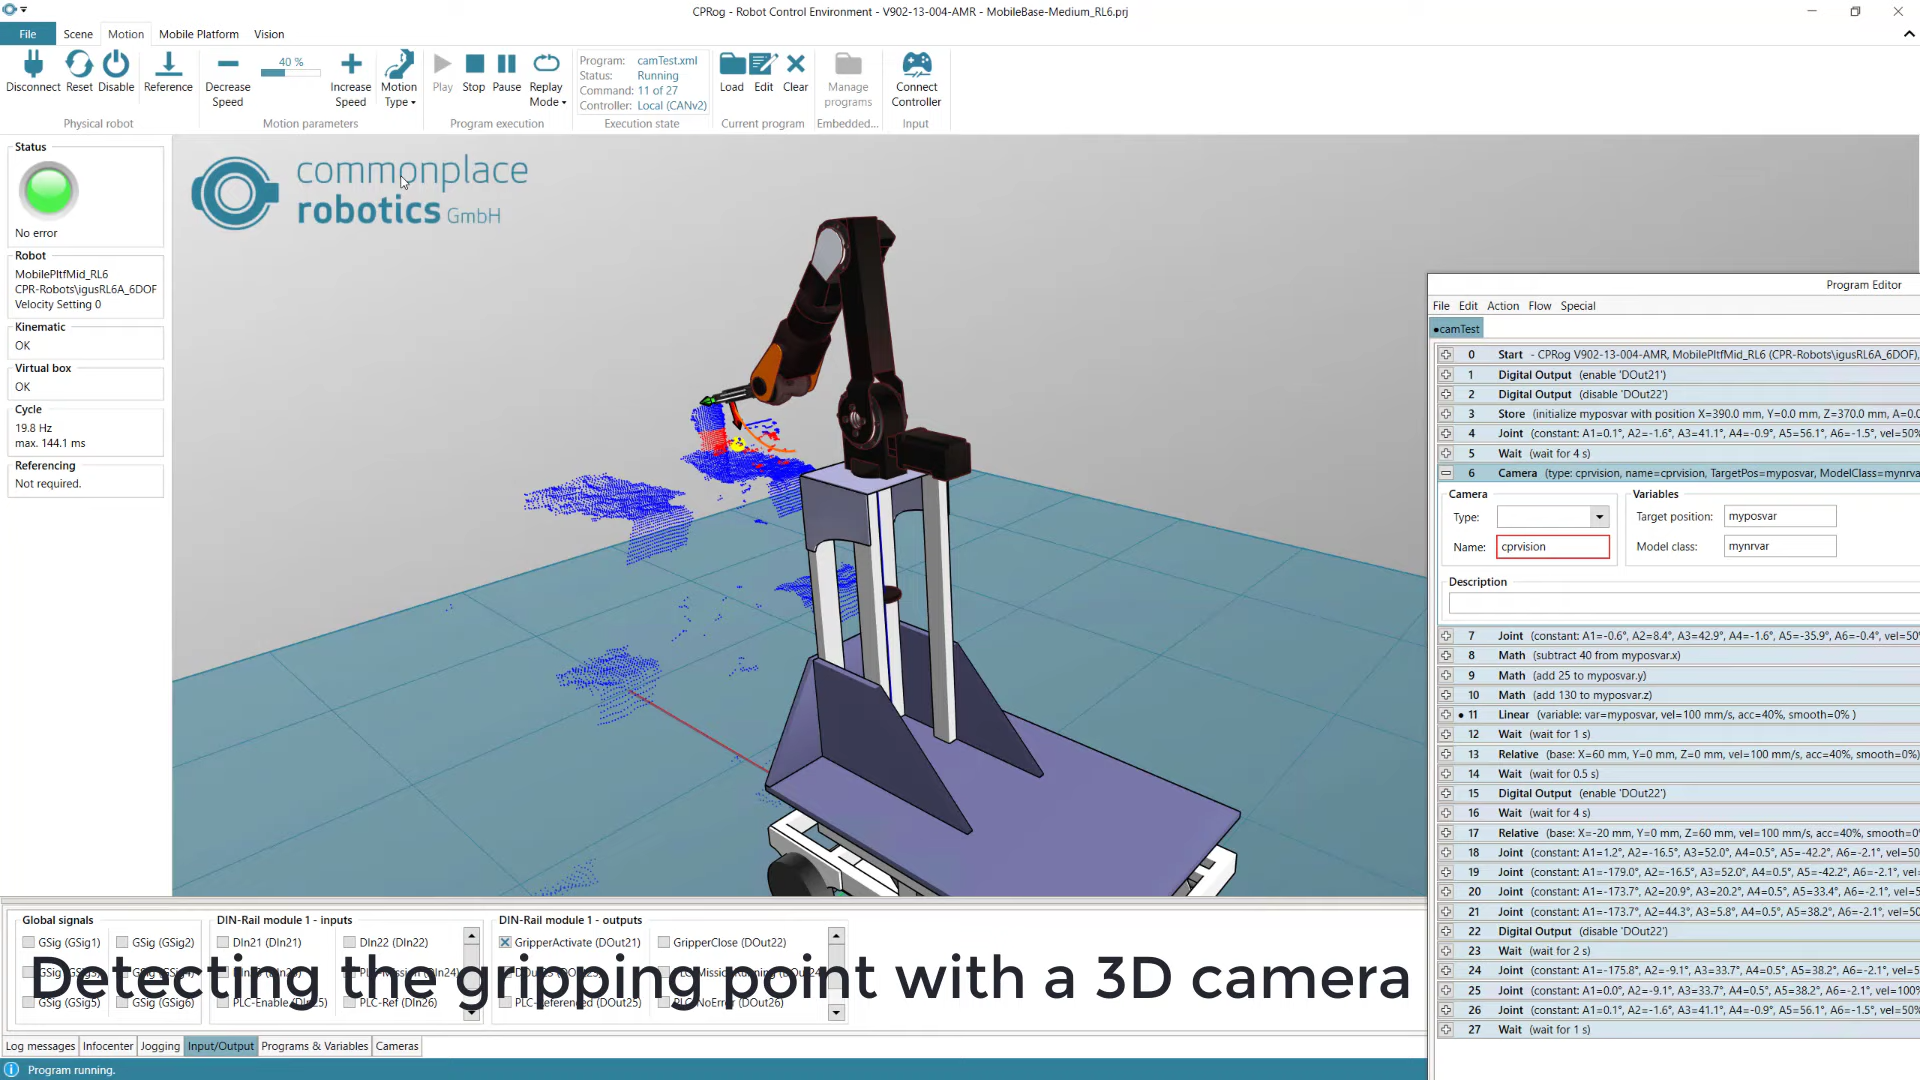 CPRog - Robot Control Environment - V902-13-004-AMR - MobileBase-Medium_RL6.prj
File Scene Motion Mobile Platform Vision
Disconnect Reset Disable Reference
Decrease Speed 40 % Increase Speed Motion Type
Play Stop Pause Replay Mode
Program: camTest.xml
Status: Running
Command: 11 of 27
Controller: Local (CANv2)
Load Edit Clear Manage programs Connect Controller
Physical robot Motion parameters Program execution Execution state Current program Embedded... Input
Status
No error
Robot
MobilePltfMid_RL6
CPR-Robots\igusRL6A_6DOF
Velocity Setting 0
Kinematic
OK
Virtual box
OK
Cycle
19.8 Hz
max. 144.1 ms
Referencing
Not required.
commonplace
robotics GmbH
Program Editor
File Edit Action Flow Special
•camTest
0 Start - CPRog V902-13-004-AMR, MobilePltfMid_RL6 (CPR-Robots\igusRL6A_6DOF),
1 Digital Output (enable 'DOut21')
2 Digital Output (disable 'DOut22')
3 Store (initialize myposvar with position X=390.0 mm, Y=0.0 mm, Z=370.0 mm, A=0.0
4 Joint (constant: A1=0.1°, A2=-1.6°, A3=41.1°, A4=-0.9°, A5=56.1°, A6=-1.5°, vel=50%
5 Wait (wait for 4 s)
6 Camera (type: cprvision, name=cprvision, TargetPos=myposvar, ModelClass=mynrva
Camera Variables
Type: Target position: myposvar
Name: cprvision Model class: mynrvar
Description
7 Joint (constant: A1=-0.6°, A2=8.4°, A3=42.9°, A4=-1.6°, A5=-35.9°, A6=-0.4°, vel=50%
8 Math (subtract 40 from myposvar.x)
9 Math (add 25 to myposvar.y)
10 Math (add 130 to myposvar.z)
• 11 Linear (variable: var=myposvar, vel=100 mm/s, acc=40%, smooth=0% )
12 Wait (wait for 1 s)
13 Relative (base: X=60 mm, Y=0 mm, Z=0 mm, vel=100 mm/s, acc=40%, smooth=0%)
14 Wait (wait for 0.5 s)
15 Digital Output (enable 'DOut22')
16 Wait (wait for 4 s)
17 Relative (base: X=-20 mm, Y=0 mm, Z=60 mm, vel=100 mm/s, acc=40%, smooth=0%
18 Joint (constant: A1=1.2°, A2=-16.5°, A3=52.0°, A4=0.5°, A5=-42.2°, A6=-2.1°, vel=50%
19 Joint (constant: A1=-179.0°, A2=-16.5°, A3=52.0°, A4=0.5°, A5=-42.2°, A6=-2.1°, vel=
20 Joint (constant: A1=-173.7°, A2=20.9°, A3=20.2°, A4=0.5°, A5=33.4°, A6=-2.1°, vel=50
21 Joint (constant: A1=-173.7°, A2=44.3°, A3=5.8°, A4=0.5°, A5=38.2°, A6=-2.1°, vel=50%
22 Digital Output (disable 'DOut22')
23 Wait (wait for 2 s)
24 Joint (constant: A1=-175.8°, A2=-9.1°, A3=33.7°, A4=0.5°, A5=38.2°, A6=-2.1°, vel=50
25 Joint (constant: A1=0.0°, A2=-9.1°, A3=33.7°, A4=0.5°, A5=38.2°, A6=-2.1°, vel=100%
26 Joint (constant: A1=0.1°, A2=-1.6°, A3=41.1°, A4=-0.9°, A5=56.1°, A6=-1.5°, vel=50%
27 Wait (wait for 1 s)
Global signals DIN-Rail module 1 - inputs DIN-Rail module 1 - outputs
GSig (GSig1) GSig (GSig2) DIn21 (DIn21) DIn22 (DIn22) GripperActivate (DOut21) GripperClose (DOut22)
Detecting the gripping point with a 3D camera
GSig (GSig5) GSig (GSig6) PLC-Enable (DIn25) PLC-Ref (DIn26) PLC-Referenced (DOut25) PLC-NoError (DOut26)
Log messages Infocenter Jogging Input/Output Programs & Variables Cameras
Program running.